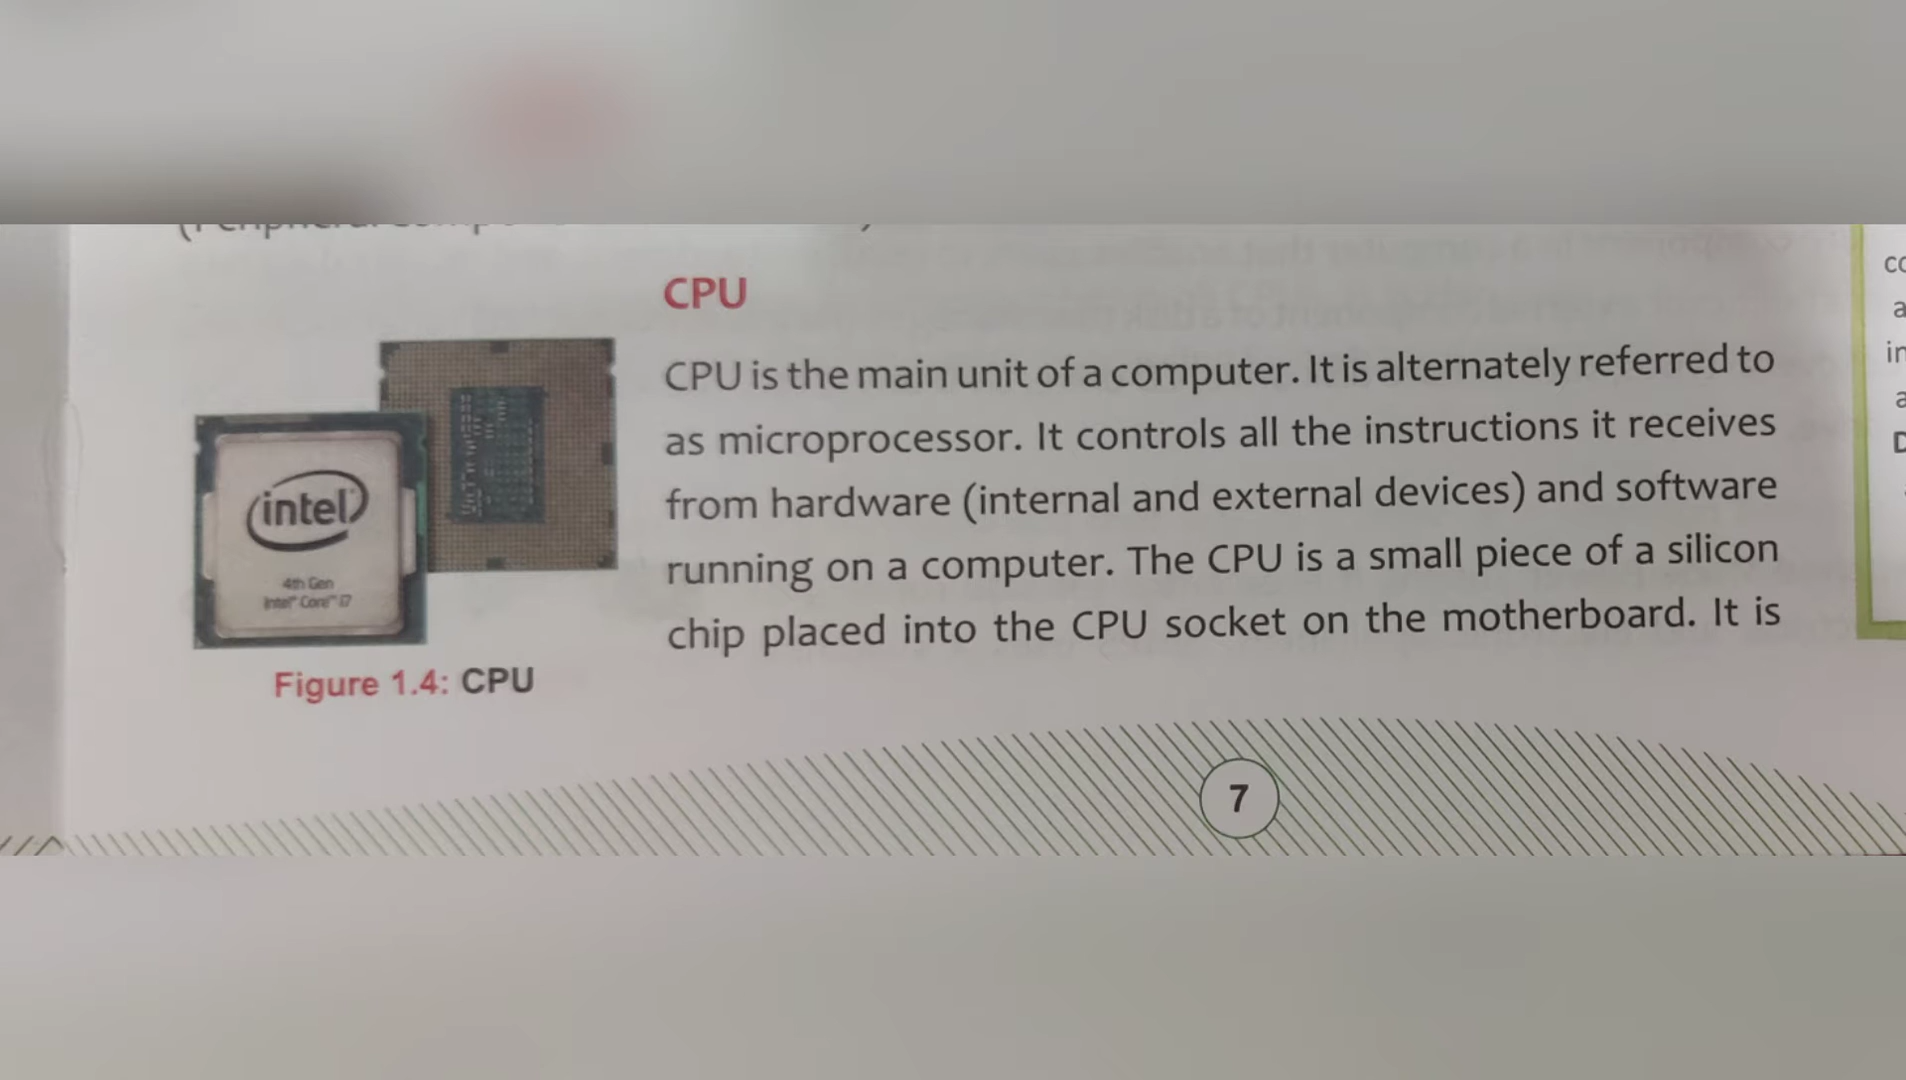 CPU
CPU is the main unit of a computer. It is alternately referred to
as microprocessor. It controls all the instructions it receives
from hardware (internal and external devices) and software
running on a computer. The CPU is a small piece of a silicon
chip placed into the CPU socket on the motherboard. It is
intel
4th Gen
Intel® Core™ i7
Figure 1.4: CPU
7